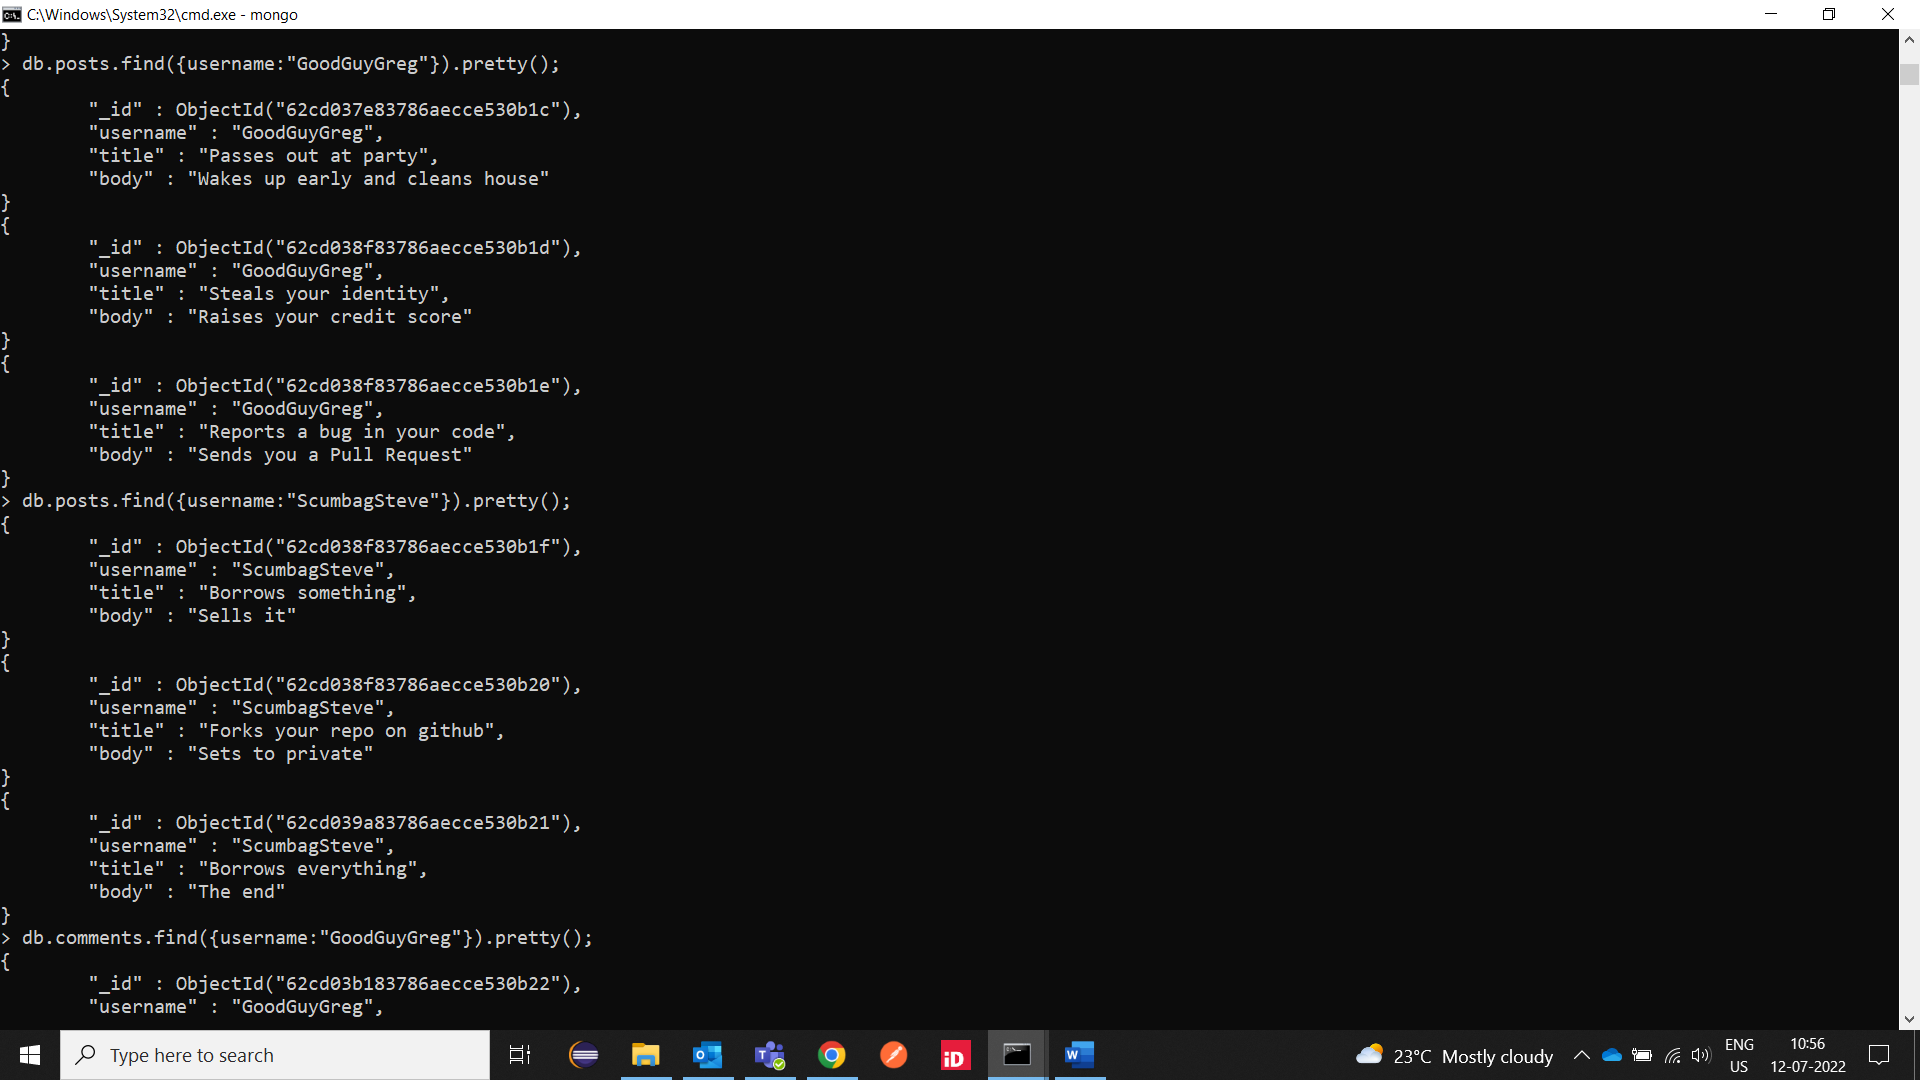 C:\Windows\System32\cmd.exe - mongo
}
> db.posts.find({username:"GoodGuyGreg"}).pretty();
{
"_id" : ObjectId("62cd037e83786aecce530b1c"),
"username" : "GoodGuyGreg",
"title" : "Passes out at party",
"body" : "Wakes up early and cleans house"
}
{
"_id" : ObjectId("62cd038f83786aecce530b1d"),
"username" : "GoodGuyGreg",
"title" : "Steals your identity",
"body" : "Raises your credit score"
}
{
"_id" : ObjectId("62cd038f83786aecce530b1e"),
"username" : "GoodGuyGreg",
"title" : "Reports a bug in your code",
"body" : "Sends you a Pull Request"
}
> db.posts.find({username:"ScumbagSteve"}).pretty();
{
"_id" : ObjectId("62cd038f83786aecce530b1f"),
"username" : "ScumbagSteve",
"title" : "Borrows something",
"body" : "Sells it"
}
{
"_id" : ObjectId("62cd038f83786aecce530b20"),
"username" : "ScumbagSteve",
"title" : "Forks your repo on github",
"body" : "Sets to private"
}
{
"_id" : ObjectId("62cd039a83786aecce530b21"),
"username" : "ScumbagSteve",
"title" : "Borrows everything",
"body" : "The end"
}
> db.comments.find({username:"GoodGuyGreg"}).pretty();
{
"_id" : ObjectId("62cd03b183786aecce530b22"),
"username" : "GoodGuyGreg",
Type here to search
23°C Mostly cloudy
ENG
US
10:56
12-07-2022